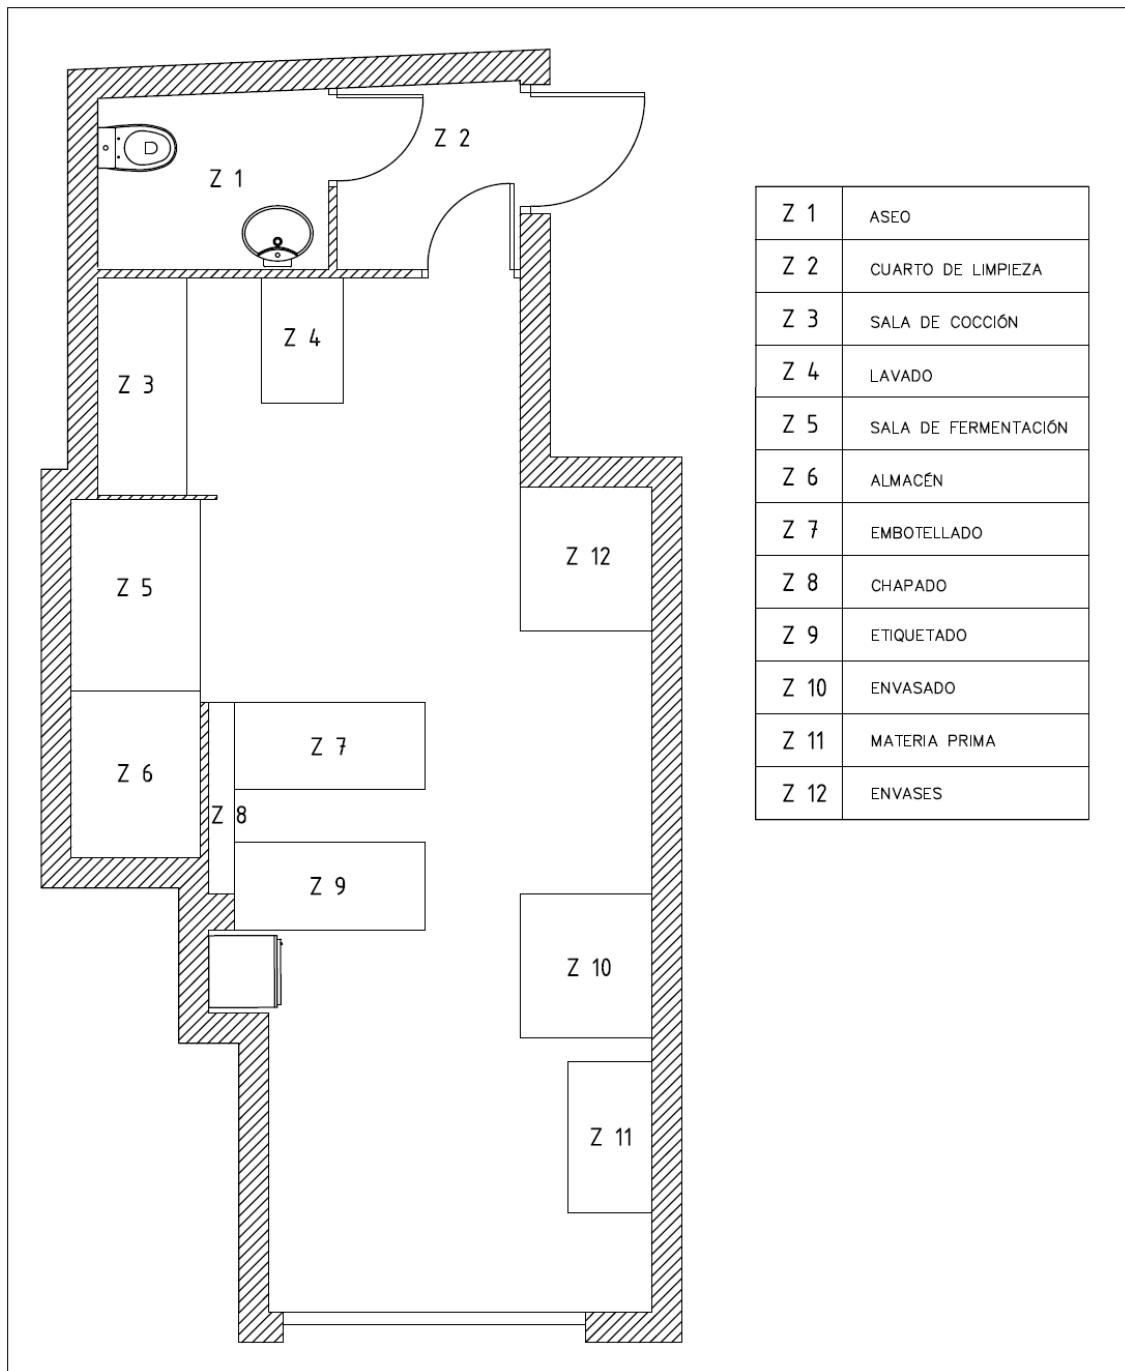 Z 2
Z 1
Z 4
Z 3
Z 12
Z 5
Z 7
Z 6
Z 8
Z 9
Z 10
Z 11
Z 1 ASEO
Z 2 CUARTO DE LIMPIEZA
Z 3 SALA DE COCCIÓN
Z 4 LAVADO
Z 5 SALA DE FERMENTACIÓN
Z 6 ALMACÉN
Z 7 EMBOTELLADO
Z 8 CHAPADO
Z 9 ETIQUETADO
Z 10 ENVASADO
Z 11 MATERIA PRIMA
Z 12 ENVASES